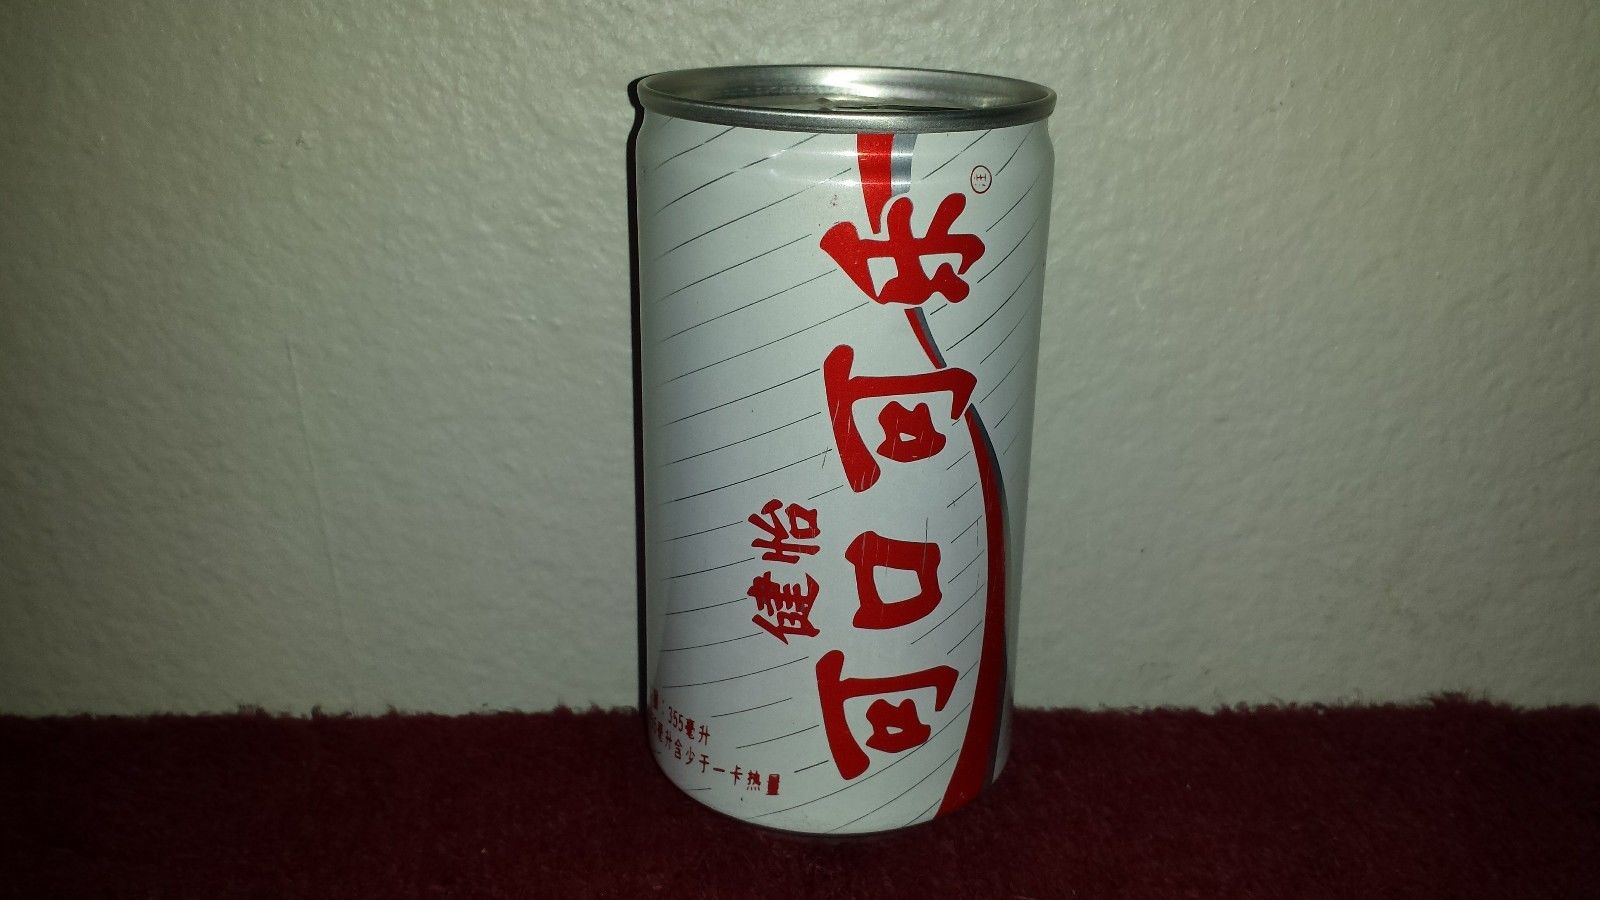 可口可乐
健怡
量：355毫升
毫升含少于一卡热量